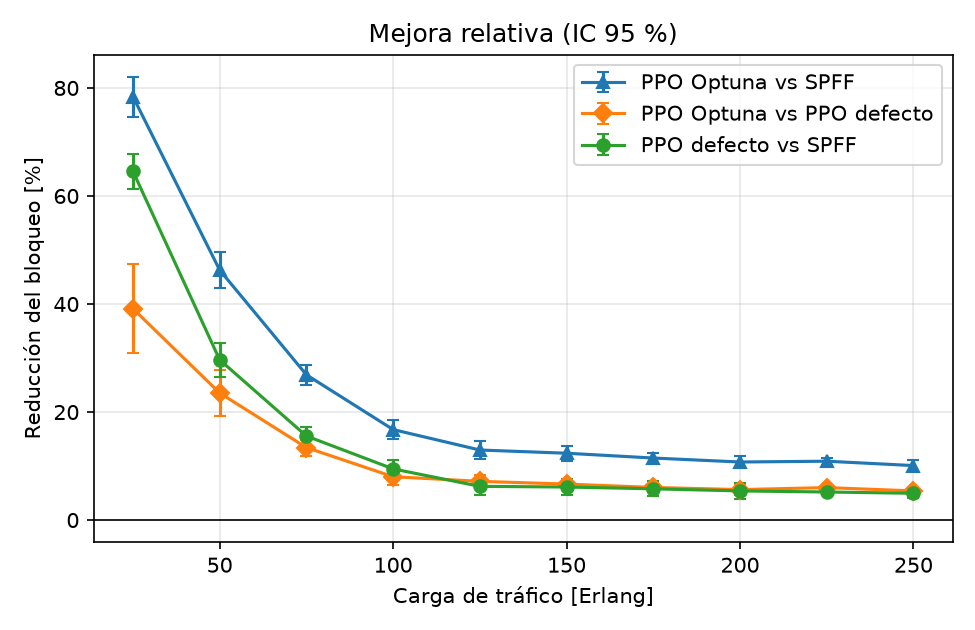 Mejora relativa (IC 95 %)
PPO Optuna vs SPFF
PPO Optuna vs PPO defecto
PPO defecto vs SPFF
Reducción del bloqueo [%]
80
60
40
20
0
50 100 150 200 250
Carga de tráfico [Erlang]